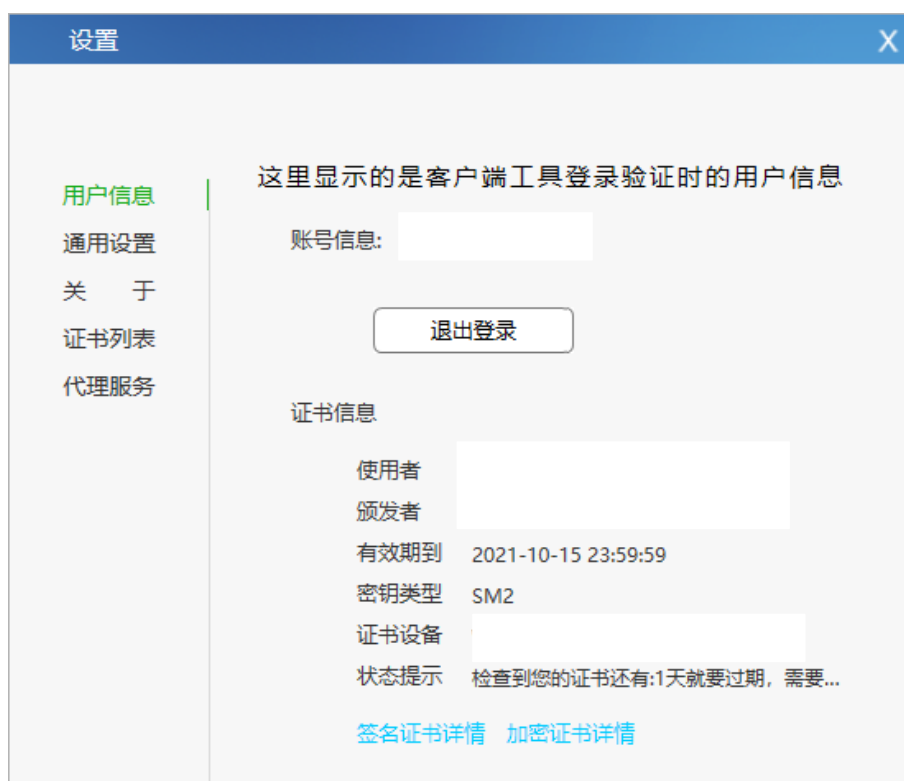 设置 X
用户信息
通用设置
关 于
证书列表
代理服务
这里显示的是客户端工具登录验证时的用户信息
账号信息:
退出登录
证书信息
使用者
颁发者
有效期到 2021-10-15 23:59:59
密钥类型 SM2
证书设备
状态提示 检查到您的证书还有:1天就要过期，需要...
签名证书详情 加密证书详情